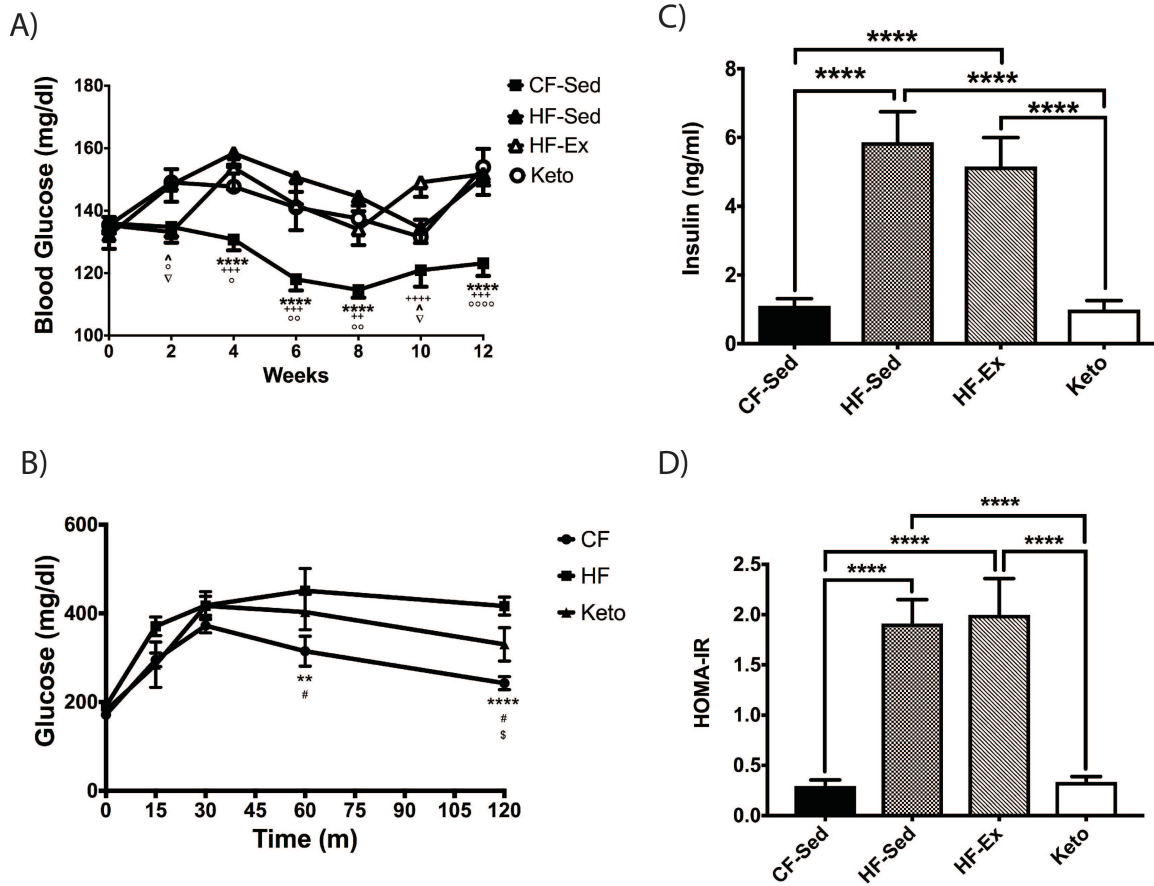 A)
Blood Glucose (mg/dl)
180
160
140
120
100
0 2 4 6 8 10 12
Weeks
CF-Sed
HF-Sed
HF-Ex
Keto
^
○
▽
****
+++
○
****
+++
○○
****
++
○○
++++
^
▽
****
+++
○○○○
B)
Glucose (mg/dl)
600
400
200
0
0 15 30 45 60 75 90 105 120
Time (m)
CF
HF
Keto
**
#
****
#
$
C)
Insulin (ng/ml)
8
6
4
2
0
****
**** ****
****
CF-Sed HF-Sed HF-Ex Keto
D)
HOMA-IR
2.5
2.0
1.5
1.0
0.5
0.0
****
**** ****
****
CF-Sed HF-Sed HF-Ex Keto